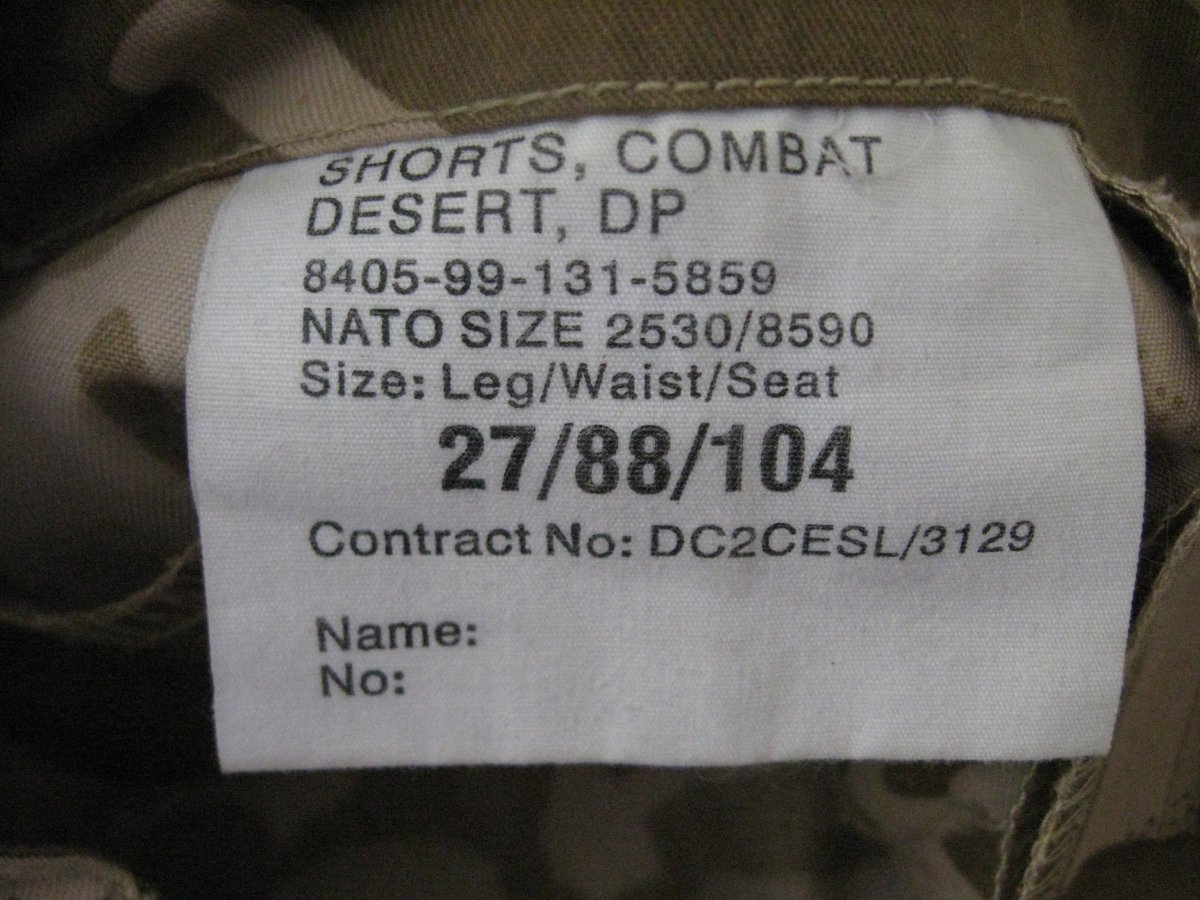 SHORTS, COMBAT
DESERT, DP
8405-99-131-5859
NATO SIZE 2530/8590
Size: Leg/Waist/Seat
27/88/104
Contract No: DC2CESL/3129
Name:
No: